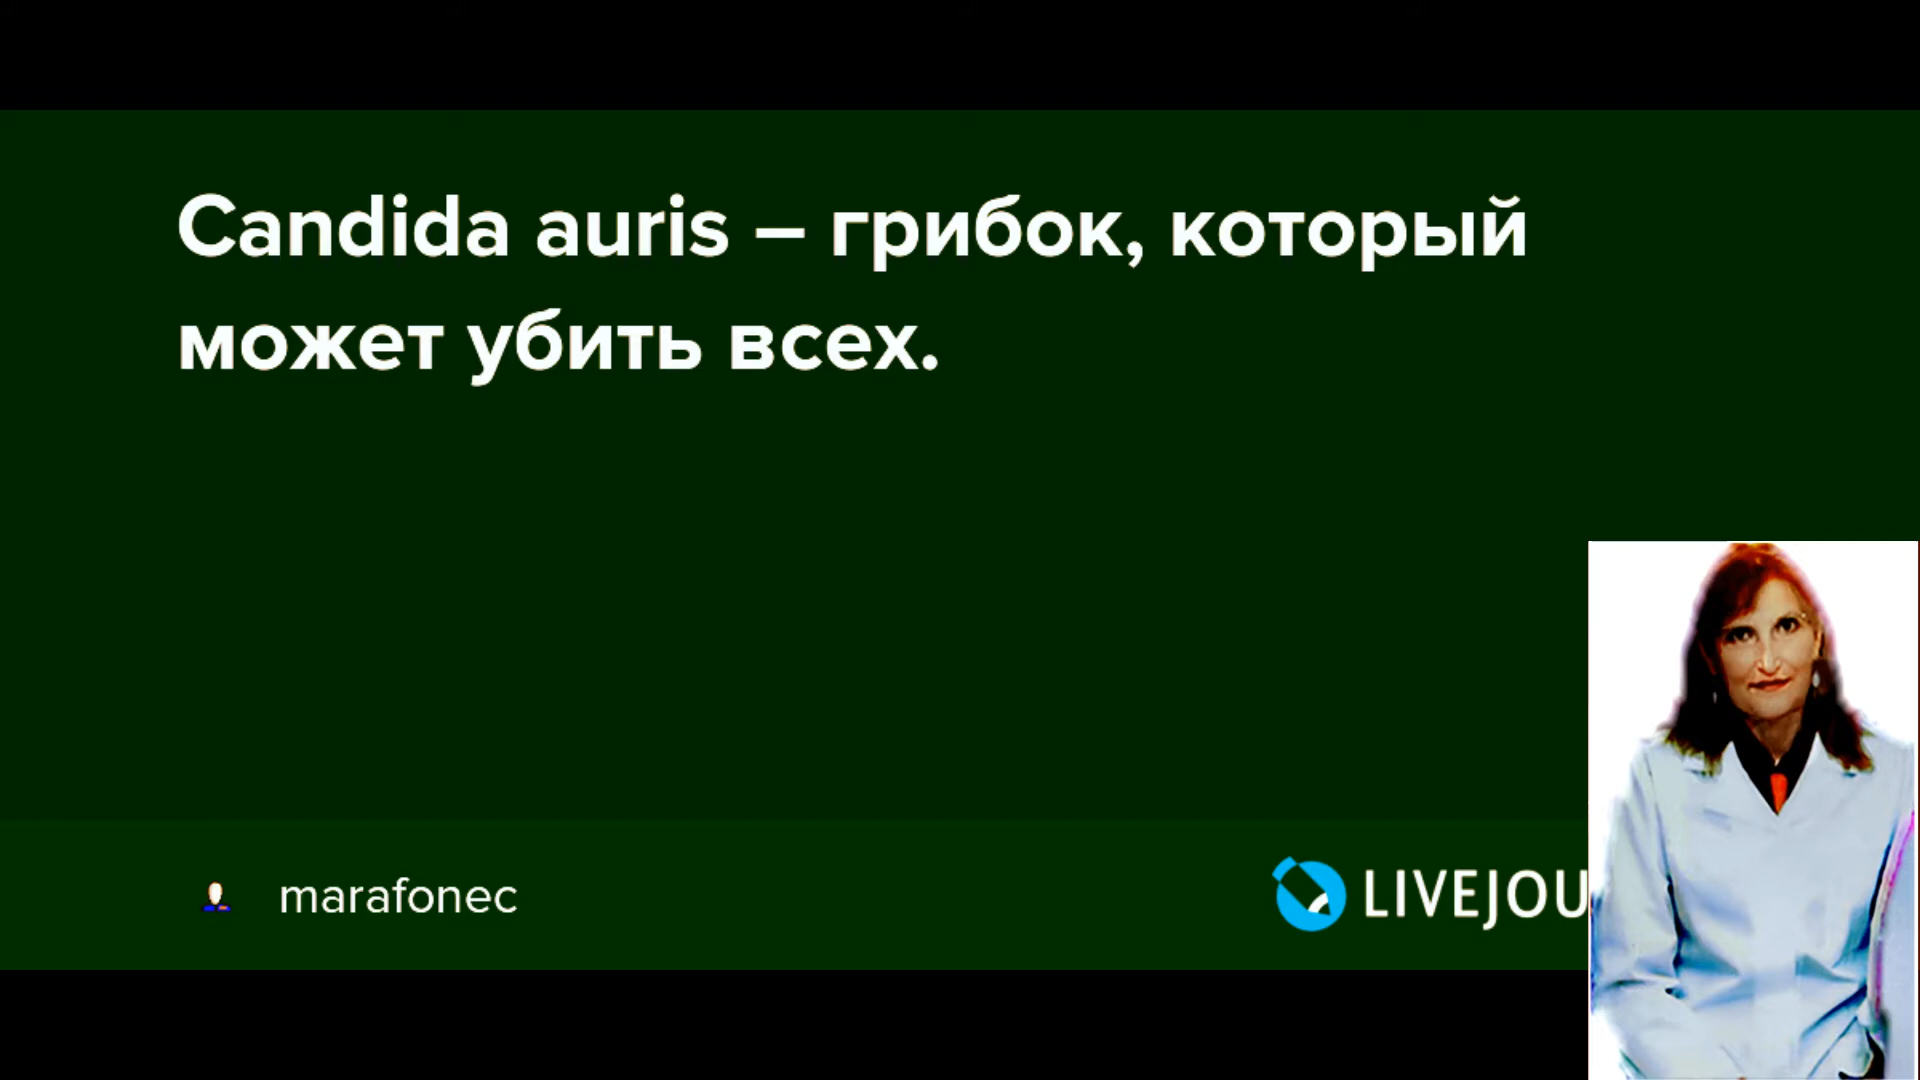 Candida auris – грибок, который
может убить всех.
marafonec
LIVEJOU